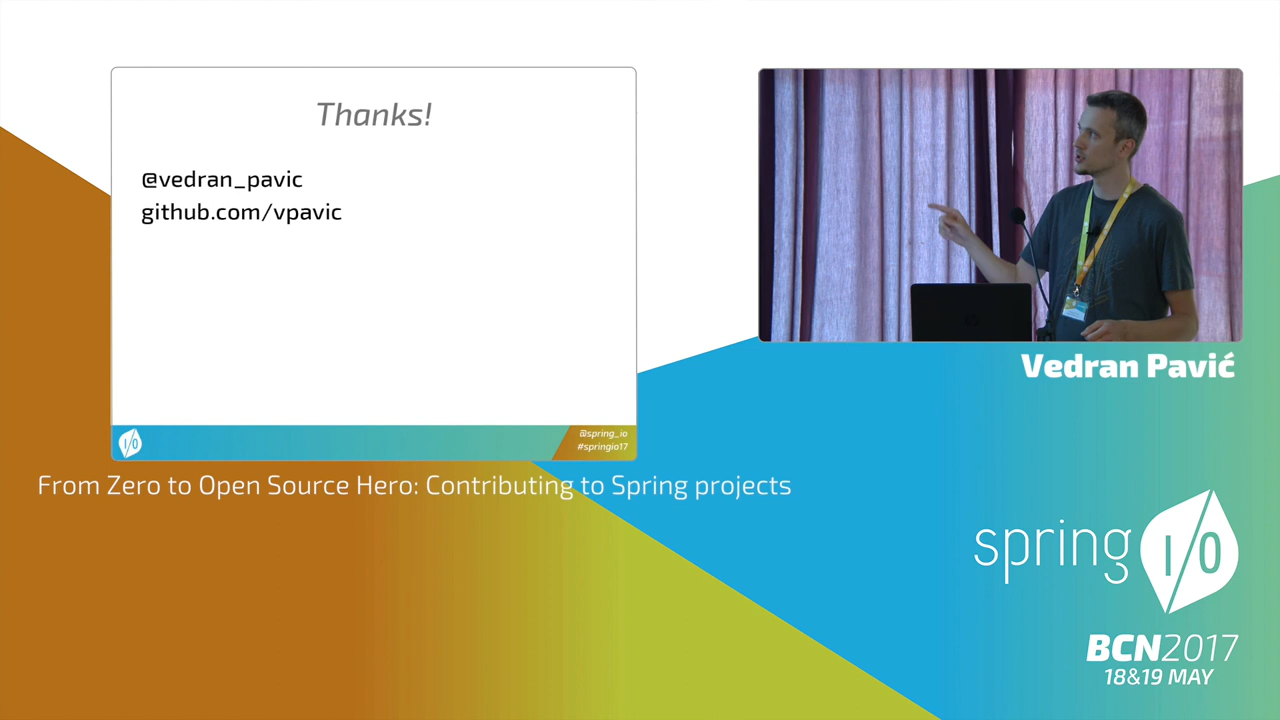 Thanks!
@vedran_pavic
github.com/vpavic
I/O
@spring_io
#springio17
Vedran Pavić
From Zero to Open Source Hero: Contributing to Spring projects
spring I/O
BCN2017
18&19 MAY